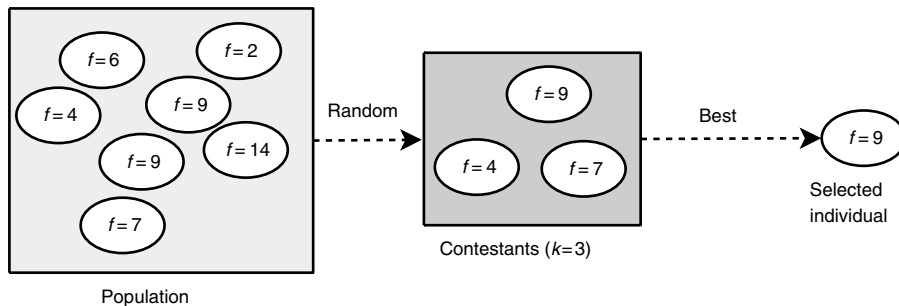 f = 6
f = 2
f = 4
f = 9
f = 14
f = 9
f = 7
Population
Random
f = 9
f = 4
f = 7
Contestants (k=3)
Best
f = 9
Selected
individual